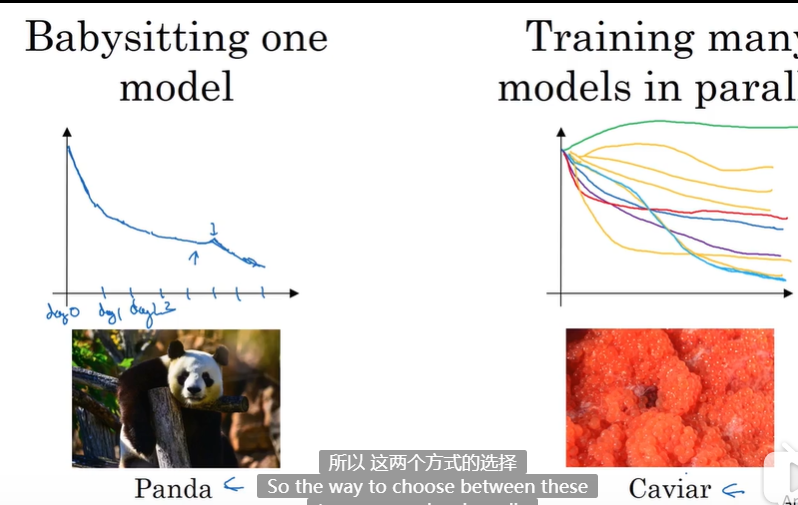 Babysitting one
model
Training many
models in paral
day 0 day 1 day 2 3
Panda
Caviar
所以 这两个方式的选择
So the way to choose between these